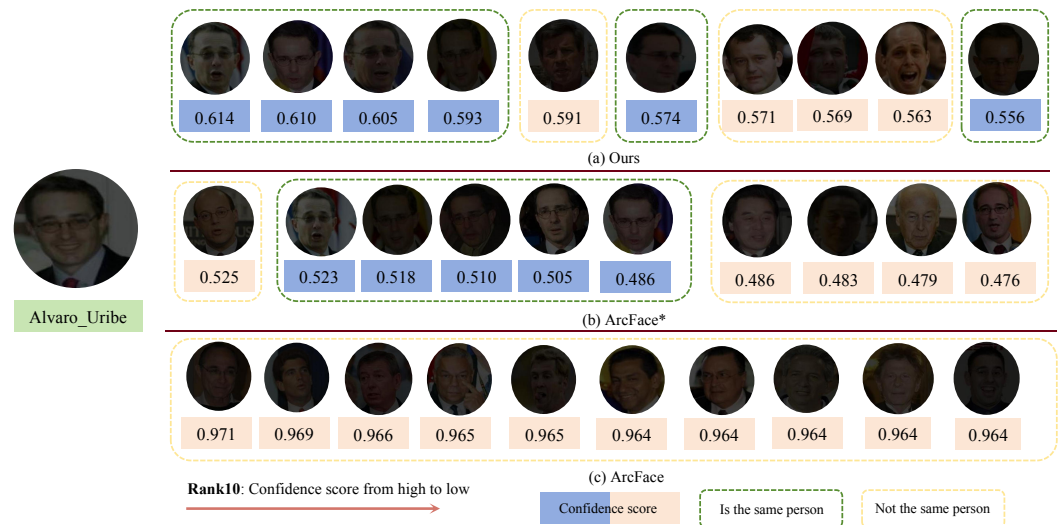 0.614 0.610 0.605 0.593 0.591 0.574 0.571 0.569 0.563 0.556
(a) Ours
Alvaro_Uribe
0.525 0.523 0.518 0.510 0.505 0.486 0.486 0.483 0.479 0.476
(b) ArcFace*
0.971 0.969 0.966 0.965 0.965 0.964 0.964 0.964 0.964 0.964
(c) ArcFace
Rank10: Confidence score from high to low
Confidence score
Is the same person
Not the same person